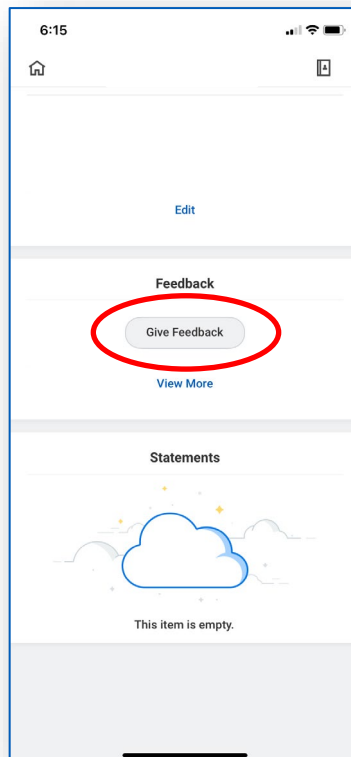 6:15
Edit
Feedback
Give Feedback
View More
Statements
This item is empty.